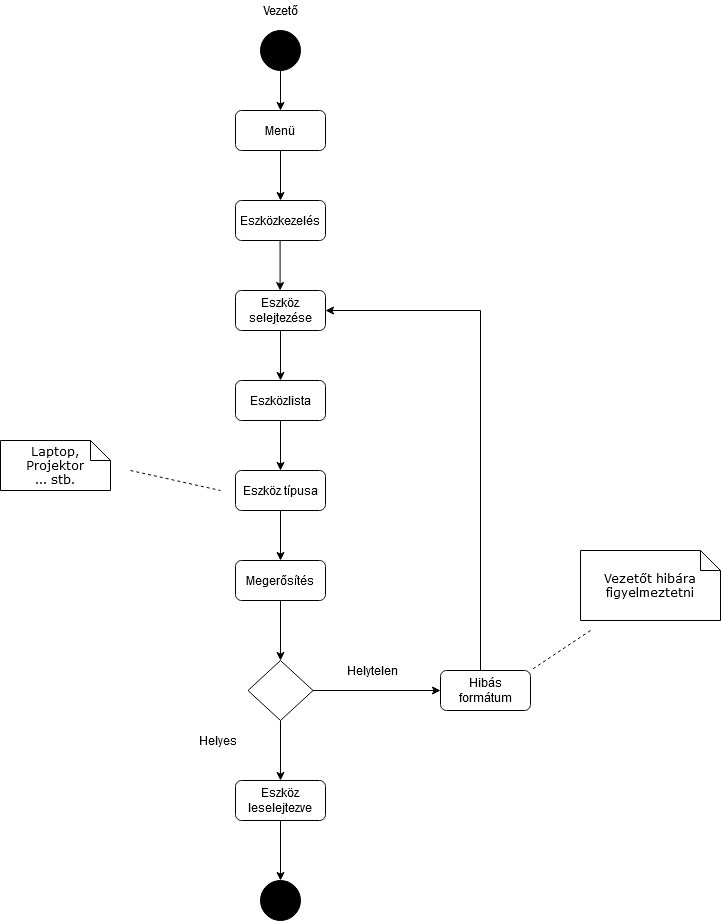 Vezető
Menü
Eszközkezelés
Eszköz
selejtezése
Eszközlista
Laptop,
Projektor
... stb.
Eszköz típusa
Megerősítés
Vezetőt hibára
figyelmeztetni
Helytelen
Hibás
formátum
Helyes
Eszköz
leselejtezve